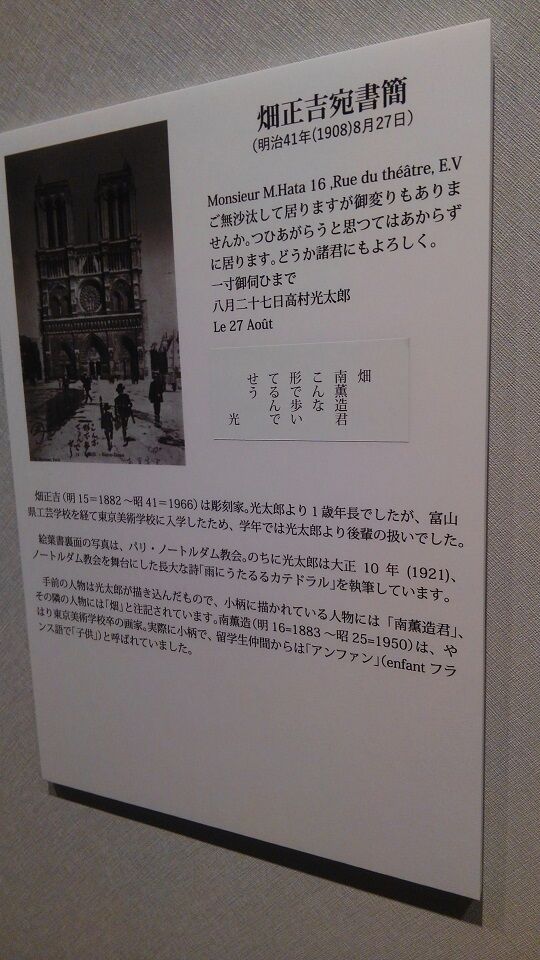 畑正吉宛書簡
(明治41年(1908)8月27日)
Monsieur M.Hata 16 ,Rue du théâtre, E.V
ご無沙汰して居りますが御変りもありま
せんか。つひあがらうと思つてはあからず
に居ります。どうか諸君にもよろしく。
一寸御伺ひまで
八月二十七日高村光太郎
Le 27 Août
畑
南薫造君
こんな
形で歩い
てるんで
せう
光
畑正吉(明15＝1882～昭41＝1966)は彫刻家。光太郎より1歳年長でしたが、富山
県工芸学校を経て東京美術学校に入学したため、学年では光太郎より後輩の扱いでした。
絵葉書裏面の写真は、パリ・ノートルダム教会。のちに光太郎は大正10年(1921)、
ノートルダム教会を舞台にした長大な詩「雨にうたるるカテドラル」を執筆しています。
手前の人物は光太郎が描き込んだもので、小柄に描かれている人物には「南薫造君」、
その隣の人物には「畑」と注記されています。南薫造(明16=1883～昭25=1950)は、や
はり東京美術学校卒の画家。実際に小柄で、留学生仲間からは「アンファン」(enfant フラ
ンス語で「子供」)と呼ばれていました。